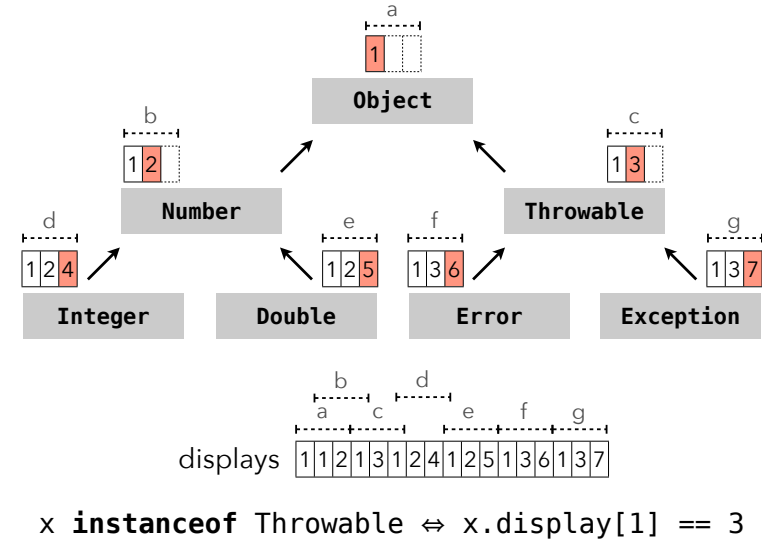 a
1
Object
b
c
1 2
1 3
Number
Throwable
d
e
f
g
1 2 4
1 2 5
1 3 6
1 3 7
Integer
Double
Error
Exception
b
d
a
c
e
f
g
displays 1 1 2 1 3 1 2 4 1 2 5 1 3 6 1 3 7
x instanceof Throwable ⇔ x.display[1] == 3